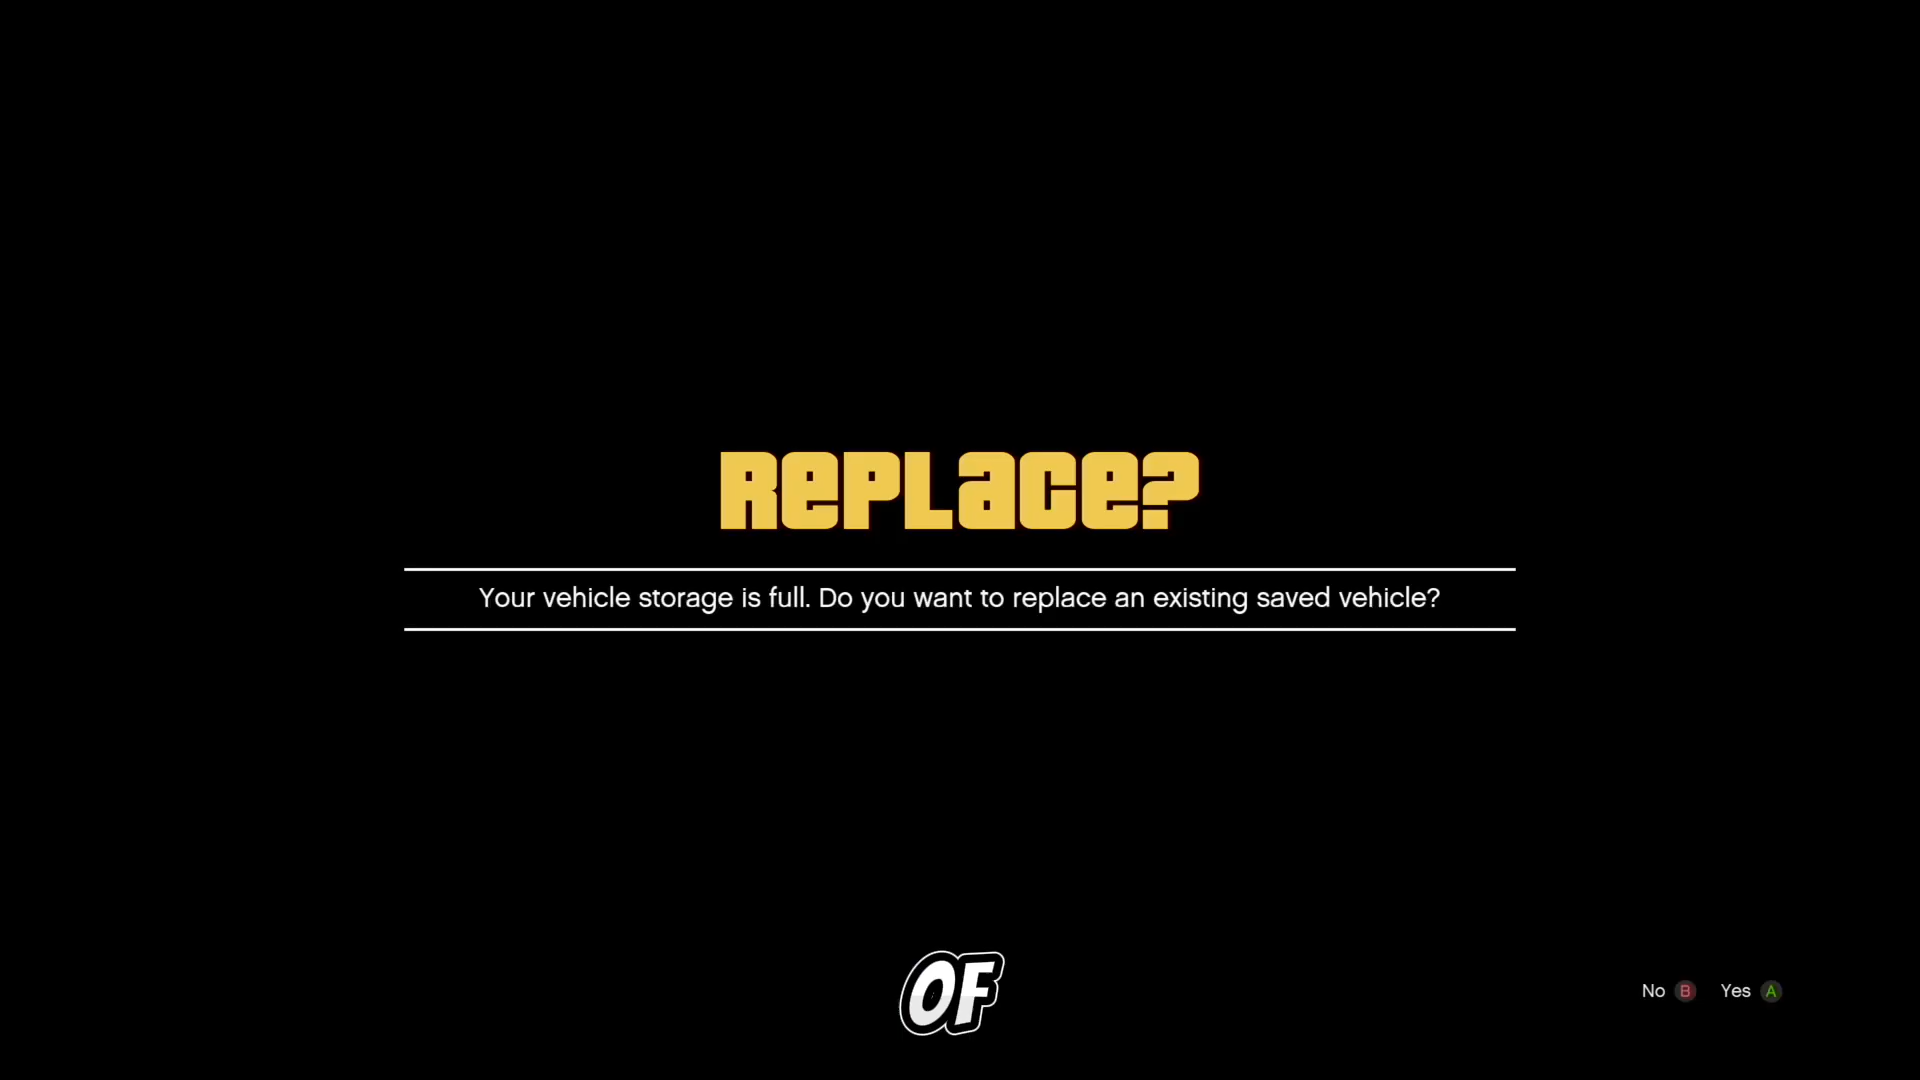 REPLACE?
Your vehicle storage is full. Do you want to replace an existing saved vehicle?
OF
No B Yes A